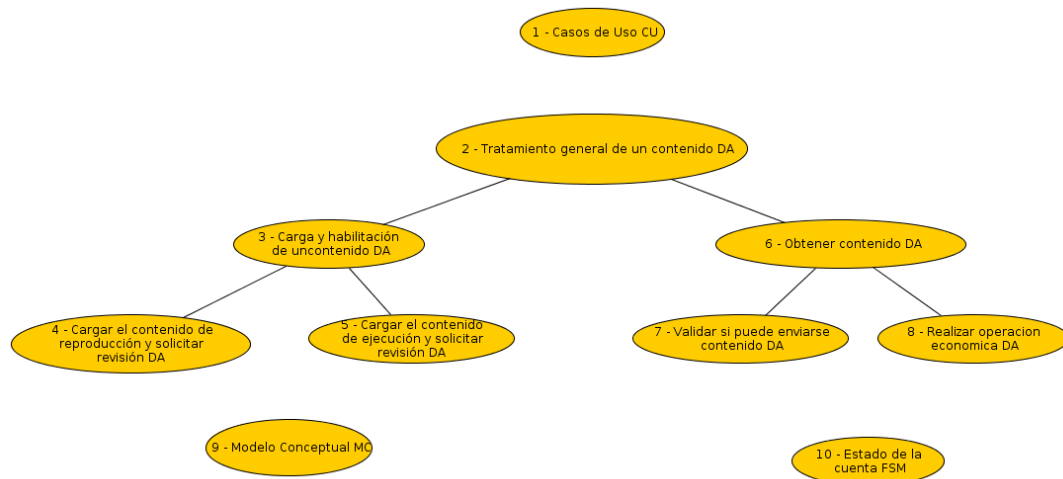 1 - Casos de Uso CU
2 - Tratamiento general de un contenido DA
3 - Carga y habilitación
de uncontenido DA
6 - Obtener contenido DA
4 - Cargar el contenido de
reproducción y solicitar
revisión DA
5 - Cargar el contenido
de ejecución y solicitar
revisión DA
7 - Validar si puede enviarse
contenido DA
8 - Realizar operacion
economica DA
9 - Modelo Conceptual MC
10 - Estado de la
cuenta FSM